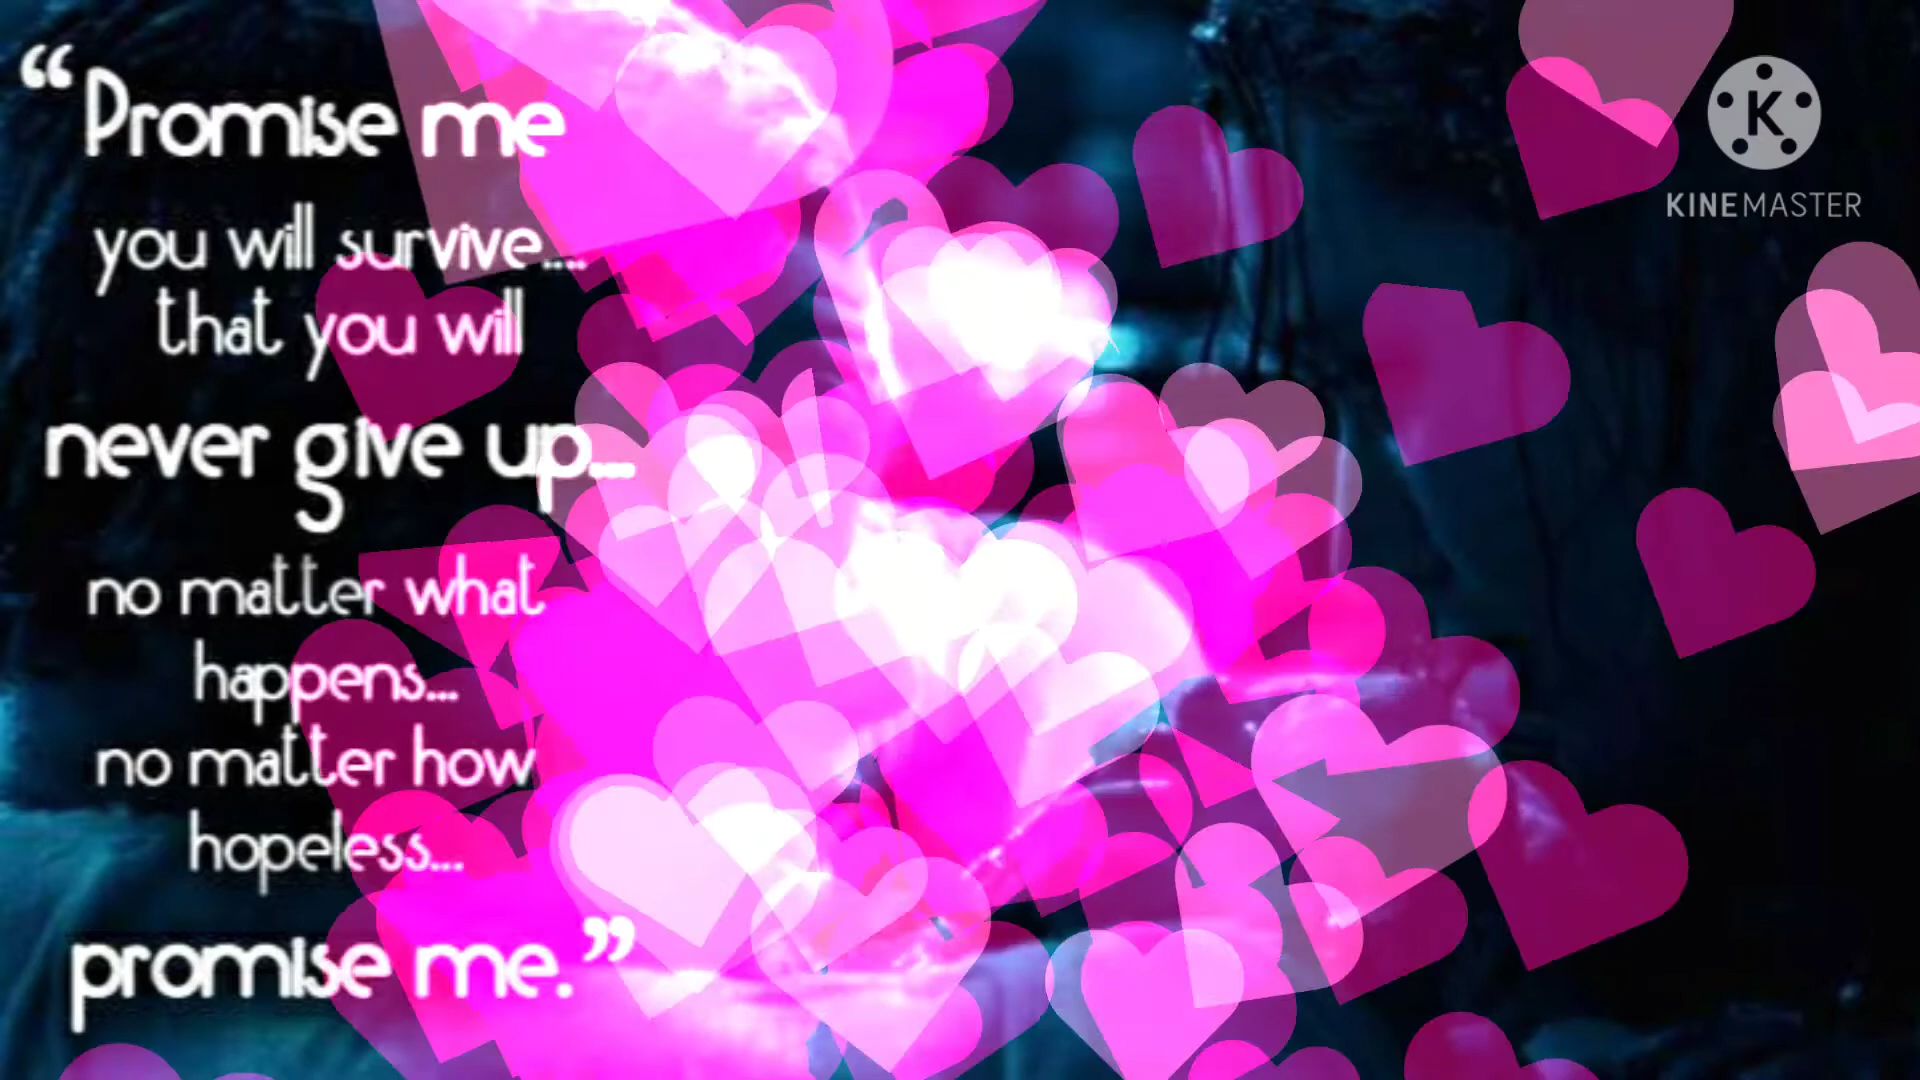 “Promise me
you will survive....
that you will
never give up...
no matter what
happens...
no matter how
hopeless...
promise me.”
K
KINEMASTER